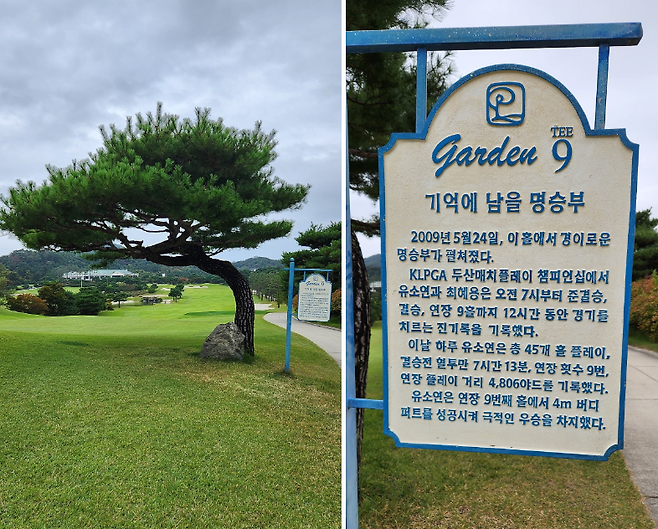 Garden TEE 9
기억에 남을 명승부
2009년 5월24일, 이 홀에서 경이로운
명승부가 있었다.
KLPGA 두산매치플레이 챔피언십에서
유소연과 최혜용은 오전 7시부터 준결승,
결승, 연장 9홀까지 12시간 동안 경기를
치르는 진기록을 기록했다.
이날 하루 유소연은 총 45개 홀 플레이,
결승전 혈투만 7시간 13분, 연장 횟수 9번,
연장 플레이 거리 4,806야드를 기록했다.
유소연은 연장 9번째 홀에서 4m 버디
퍼트를 성공시켜 극적인 우승을 차지했다.